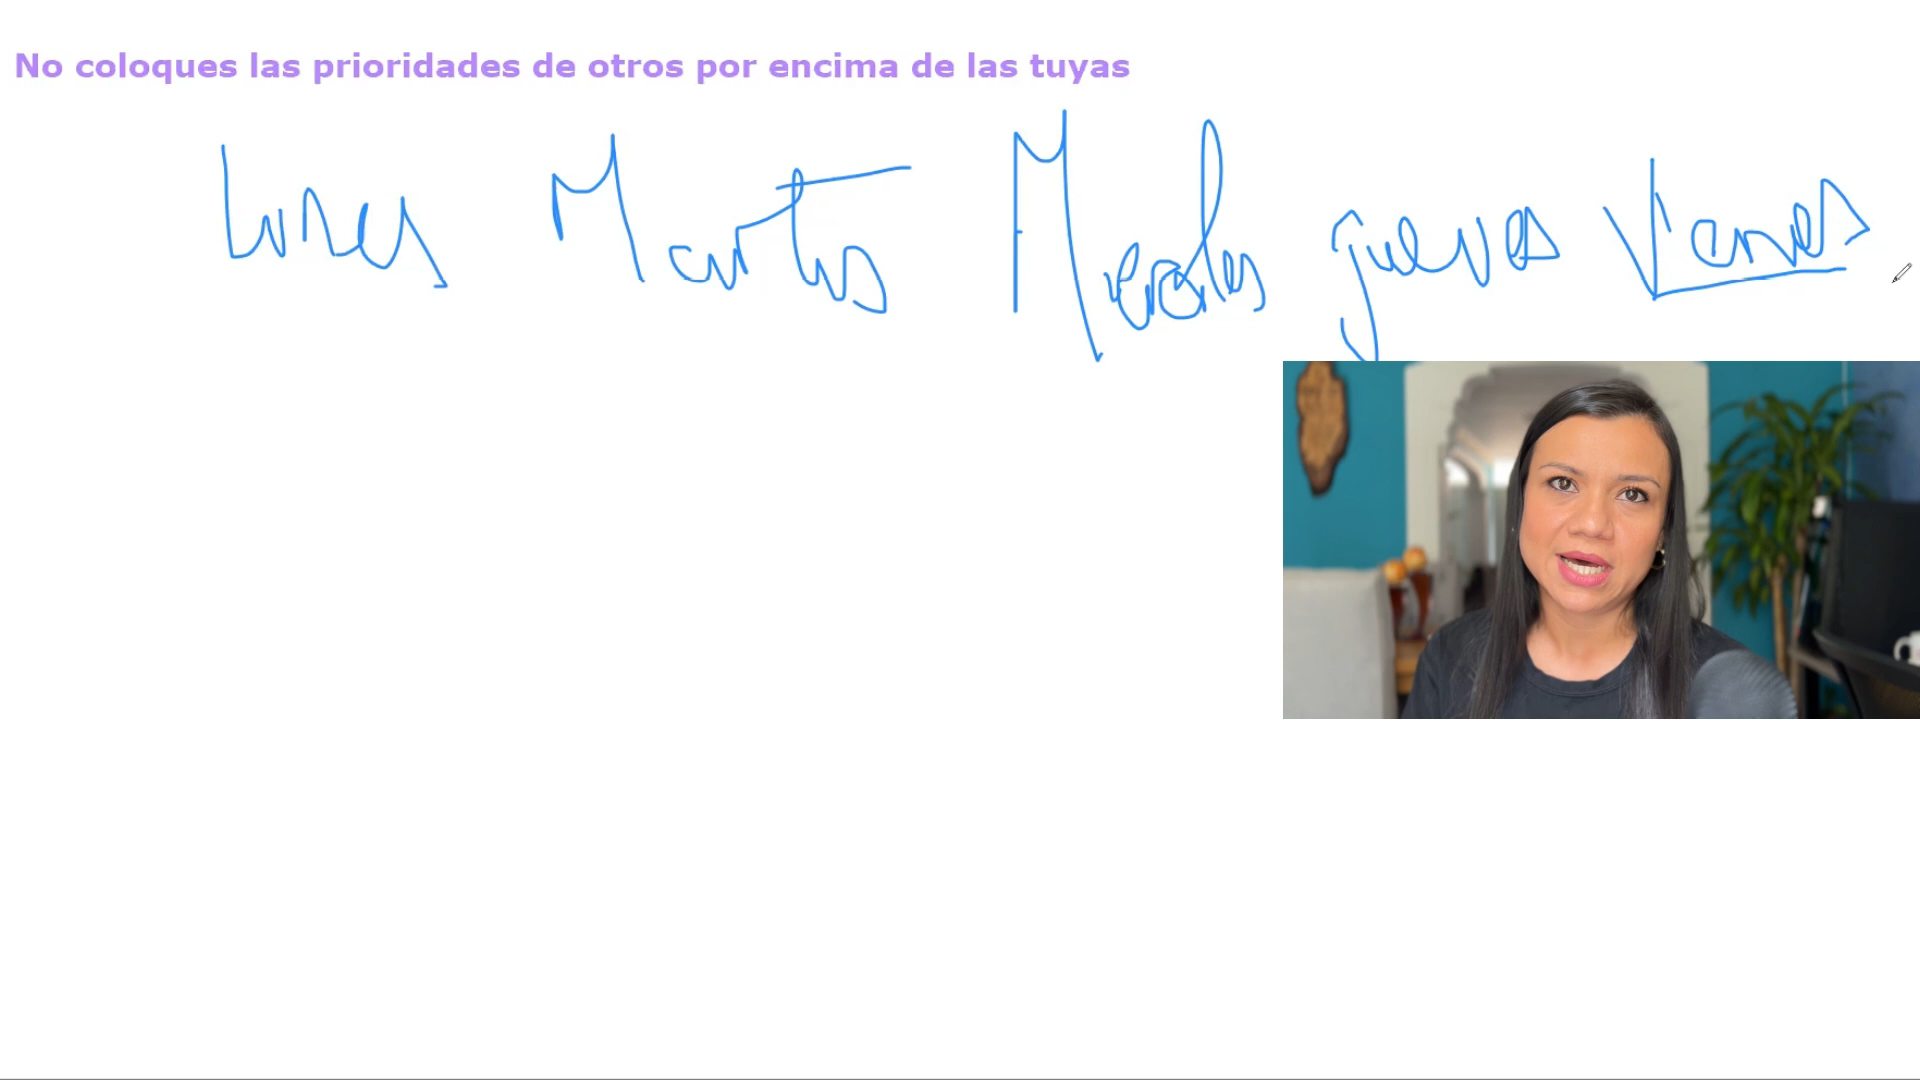 No coloques las prioridades de otros por encima de las tuyas
Lunes Martes Miercoles jueves Viernes